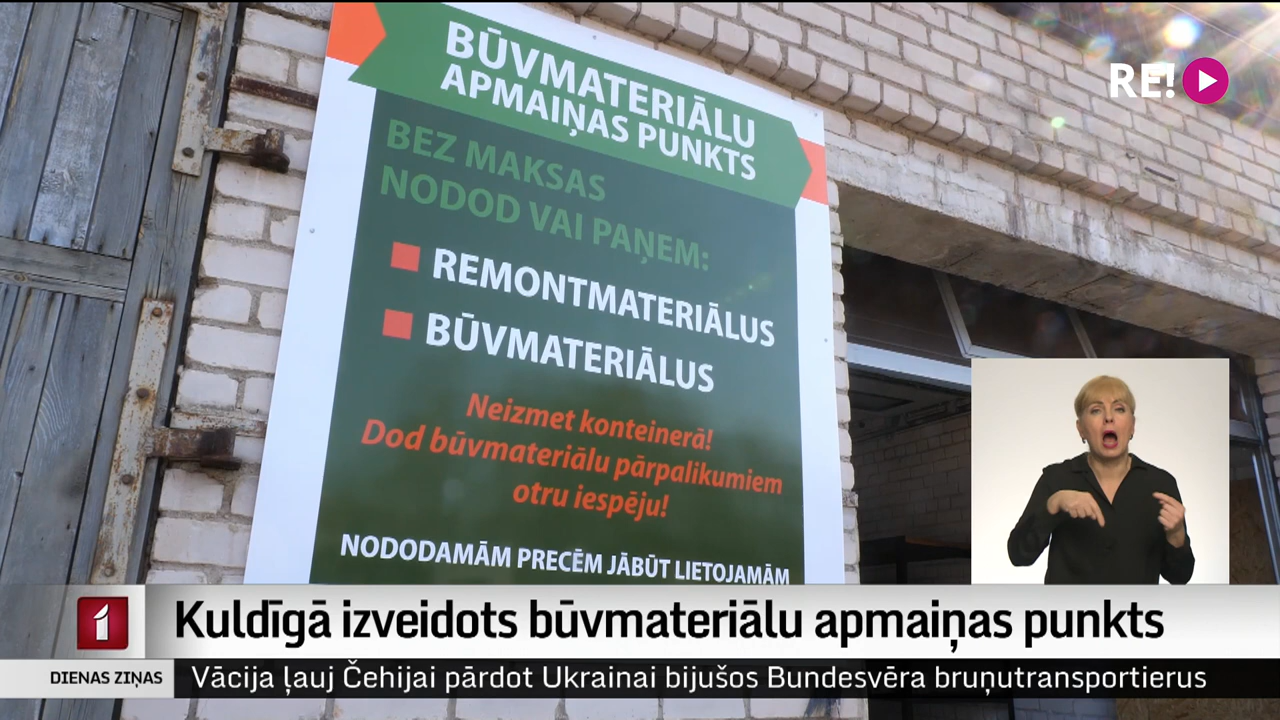 RE!
BŪVMATERIĀLU
APMAIŅAS PUNKTS
BEZ MAKSAS
NODOD VAI PAŅEM:
REMONTMATERIĀLUS
BŪVMATERIĀLUS
Neizmet konteinerā!
Dod būvmateriālu pārpalikumiem
otru iespēju!
NODODAMĀM PRECĒM JĀBŪT LIETOJAMĀM
1 Kuldīgā izveidots būvmateriālu apmaiņas punkts
DIENAS ZIŅAS Vācija ļauj Čehijai pārdot Ukrainai bijušos Bundesvēra bruņutransportierus